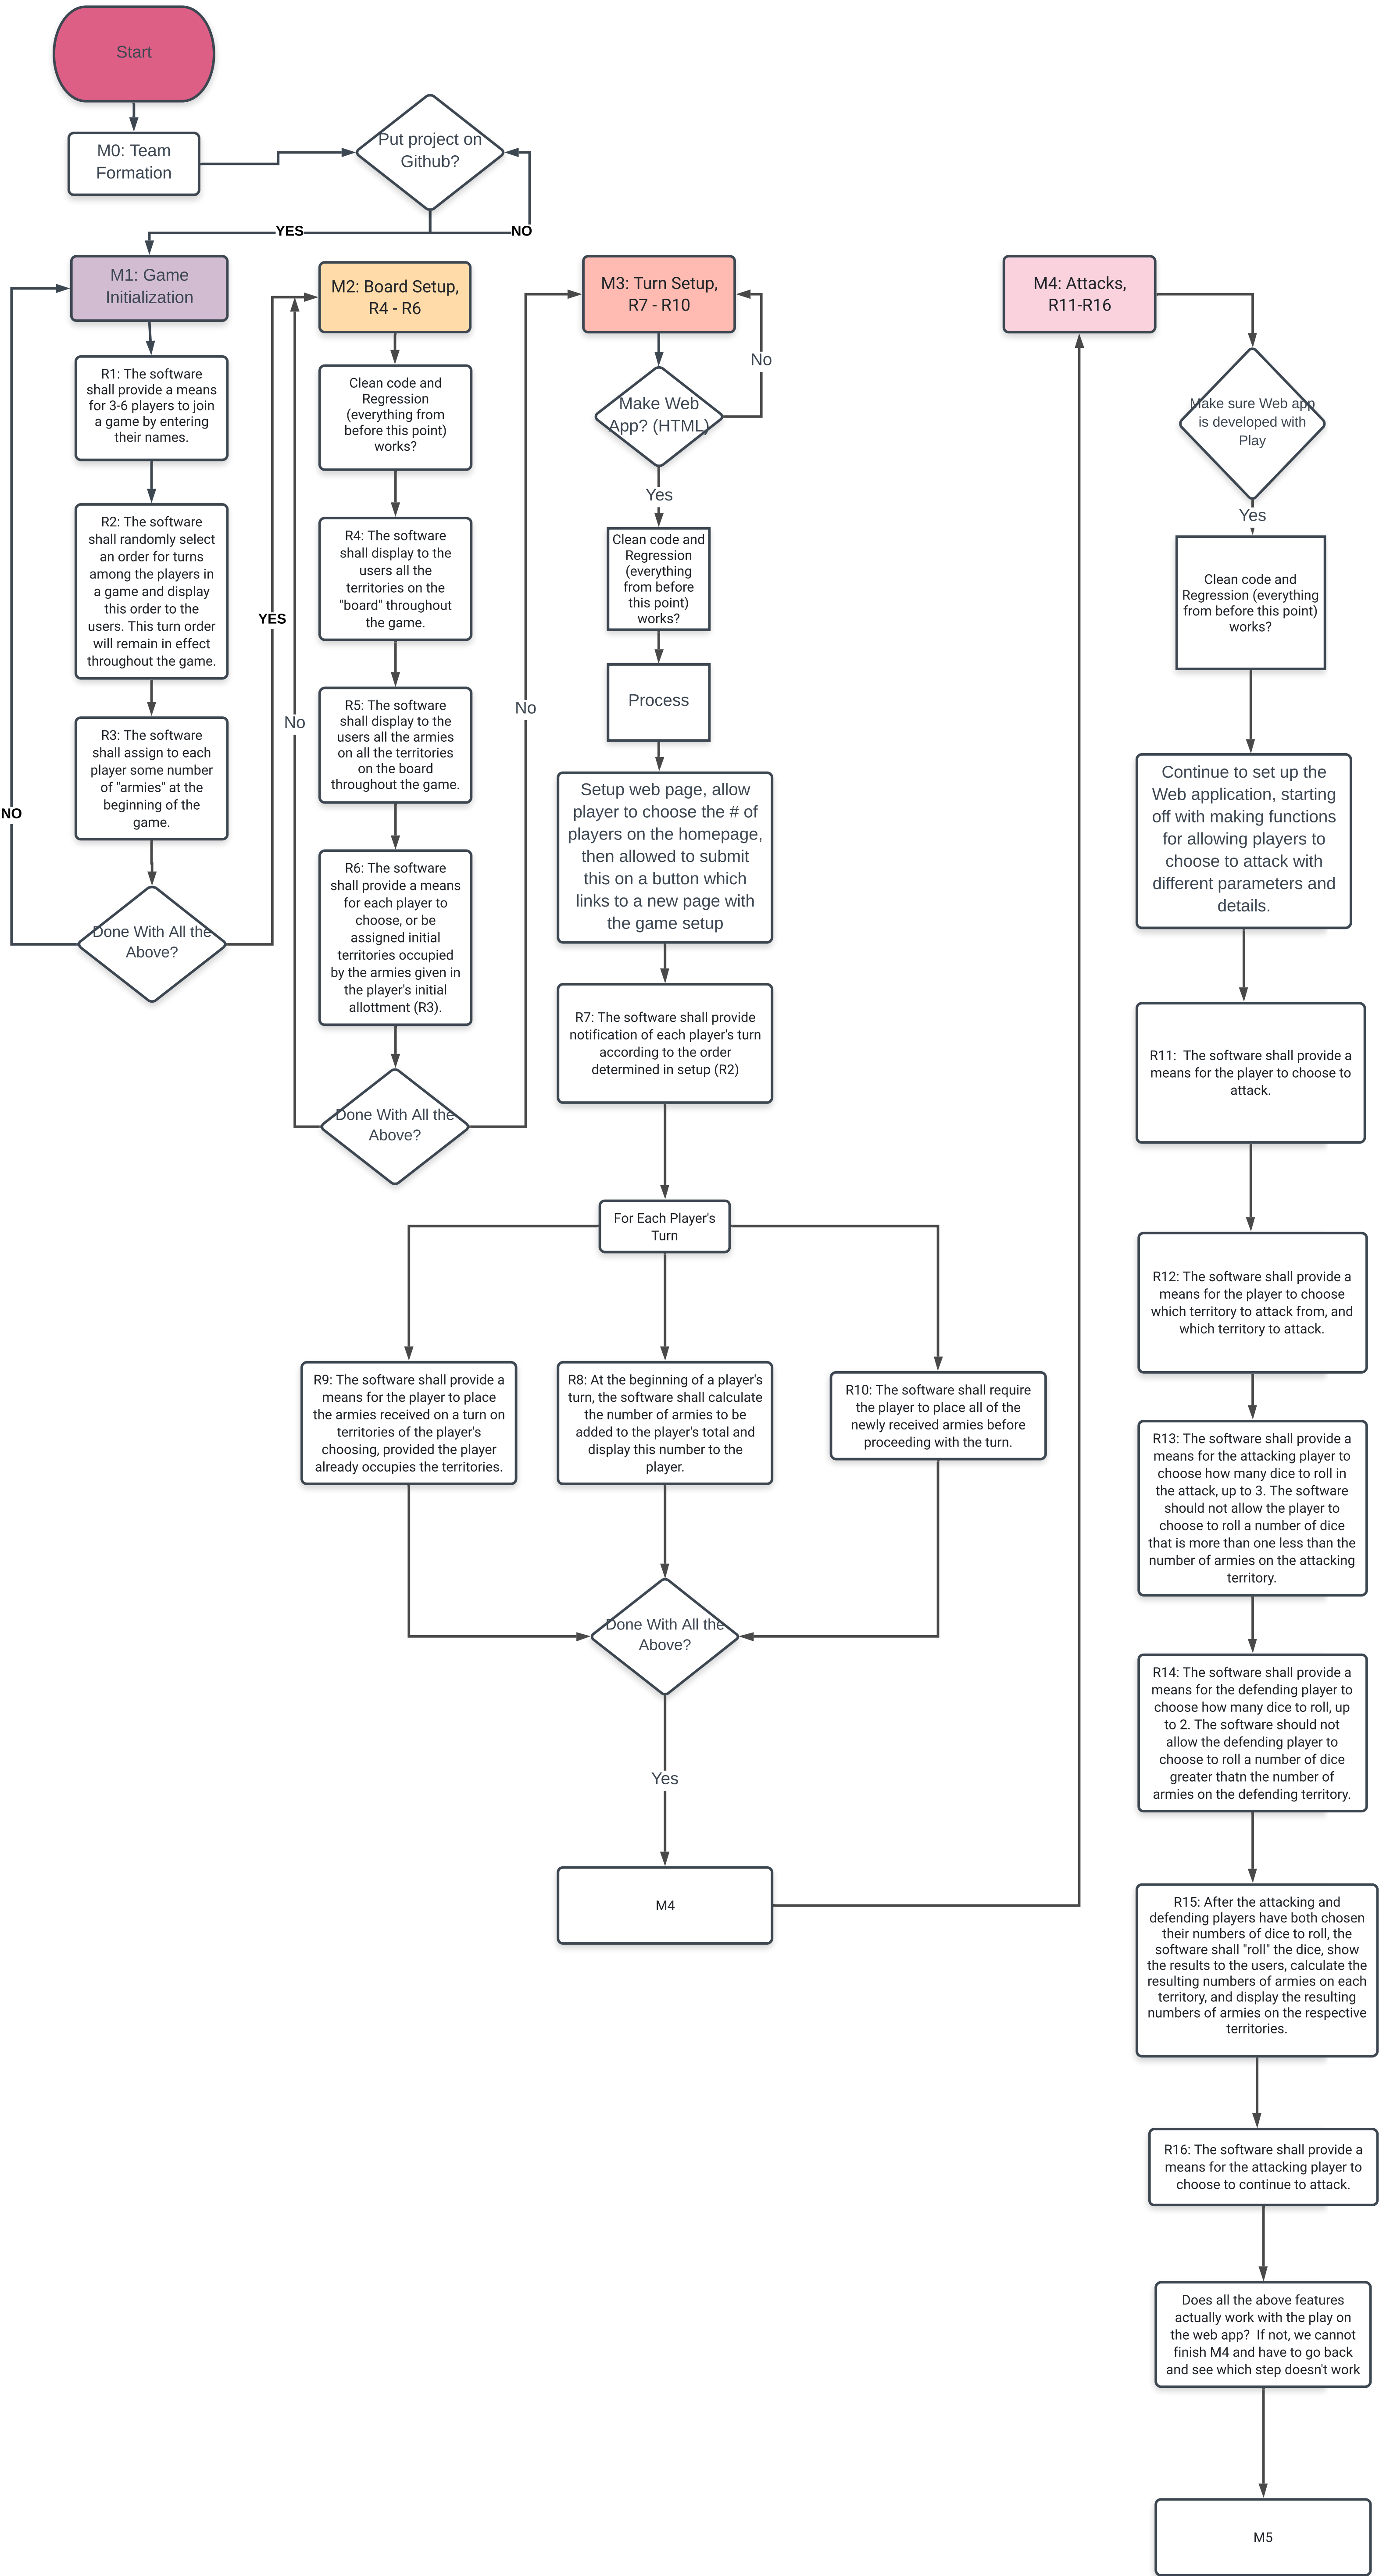 Start
M0: Team
Formation
Put project on
Github?
YES
NO
M1: Game
Initialization
R1: The software
shall provide a means
for 3-6 players to join
a game by entering
their names.
R2: The software
shall randomly select
an order for turns
among the players in
a game and display
this order to the
users. This turn order
will remain in effect
throughout the game.
R3: The software
shall assign to each
player some number
of "armies" at the
beginning of the
game.
NO
Done With All the
Above?
YES
M2: Board Setup,
R4 - R6
Clean code and
Regression
(everything from
before this point)
works?
R4: The software
shall display to the
users all the
territories on the
"board" throughout
the game.
R5: The software
shall display to the
users all the armies
on all the territories
on the board
throughout the game.
R6: The software
shall provide a means
for each player to
choose, or be
assigned initial
territories occupied
by the armies given in
the player's initial
allottment (R3).
No
Done With All the
Above?
No
M3: Turn Setup,
R7 - R10
No
Make Web
App? (HTML)
Yes
Clean code and
Regression
(everything
from before
this point)
works?
Process
Setup web page, allow
player to choose the # of
players on the homepage,
then allowed to submit
this on a button which
links to a new page with
the game setup
R7: The software shall provide
notification of each player's turn
according to the order
determined in setup (R2)
For Each Player's
Turn
R9: The software shall provide a
means for the player to place
the armies received on a turn on
territories of the player's
choosing, provided the player
already occupies the territories.
R8: At the beginning of a player's
turn, the software shall calculate
the number of armies to be
added to the player's total and
display this number to the
player.
R10: The software shall require
the player to place all of the
newly received armies before
proceeding with the turn.
Done With All the
Above?
Yes
M4
M4: Attacks,
R11-R16
Make sure Web app
is developed with
Play
Yes
Clean code and
Regression (everything
from before this point)
works?
Continue to set up the
Web application, starting
off with making functions
for allowing players to
choose to attack with
different parameters and
details.
R11:  The software shall provide a
means for the player to choose to
attack.
R12: The software shall provide a
means for the player to choose
which territory to attack from, and
which territory to attack.
R13: The software shall provide a
means for the attacking player to
choose how many dice to roll in
the attack, up to 3. The software
should not allow the player to
choose to roll a number of dice
that is more than one less than the
number of armies on the attacking
territory.
R14: The software shall provide a
means for the defending player to
choose how many dice to roll, up
to 2. The software should not
allow the defending player to
choose to roll a number of dice
greater thatn the number of
armies on the defending territory.
R15: After the attacking and
defending players have both chosen
their numbers of dice to roll, the
software shall "roll" the dice, show
the results to the users, calculate the
resulting numbers of armies on each
territory, and display the resulting
numbers of armies on the respective
territories.
R16: The software shall provide a
means for the attacking player to
choose to continue to attack.
Does all the above features
actually work with the play on
the web app?  If not, we cannot
finish M4 and have to go back
and see which step doesn't work
M5